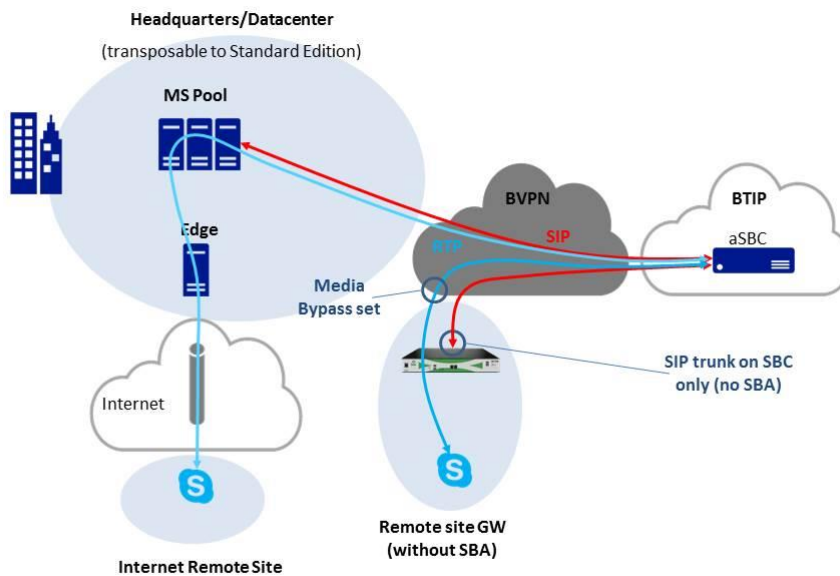 Headquarters/Datacenter
(transposable to Standard Edition)
MS Pool
BVPN
BTIP
RTP
SIP
aSBC
Edge
Media
Bypass set
SIP trunk on SBC
only (no SBA)
Internet
S
S
Remote site GW
(without SBA)
Internet Remote Site